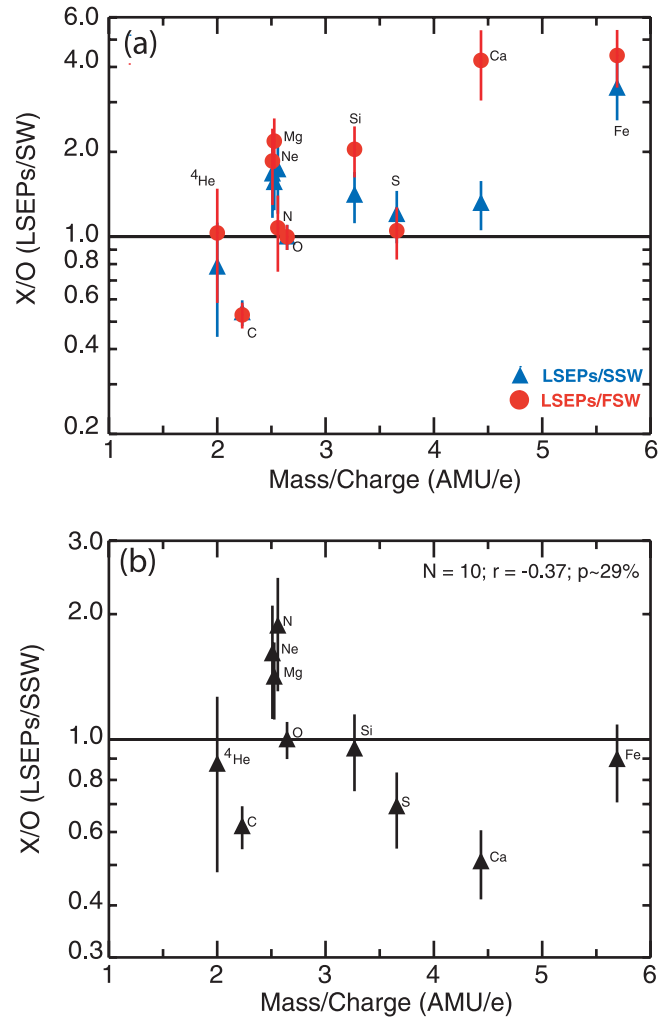 (a)
6.0
4.0
2.0
1.0
0.8
0.6
0.4
0.2
X/O (LSEPs/SW)
4He
C
Mg
Ne
N
O
Si
S
Ca
Fe
LSEPs/SSW
LSEPs/FSW
1 2 3 4 5 6
Mass/Charge (AMU/e)
(b)
N = 10; r = -0.37; p~29%
3.0
2.0
1.0
0.8
0.6
0.4
0.3
X/O (LSEPs/SSW)
N
Ne
Mg
O
4He
C
Si
S
Ca
Fe
1 2 3 4 5 6
Mass/Charge (AMU/e)